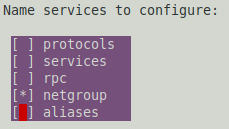 Name services to configure:
[ ] protocols
[ ] services
[ ] rpc
[*] netgroup
[ ] aliases